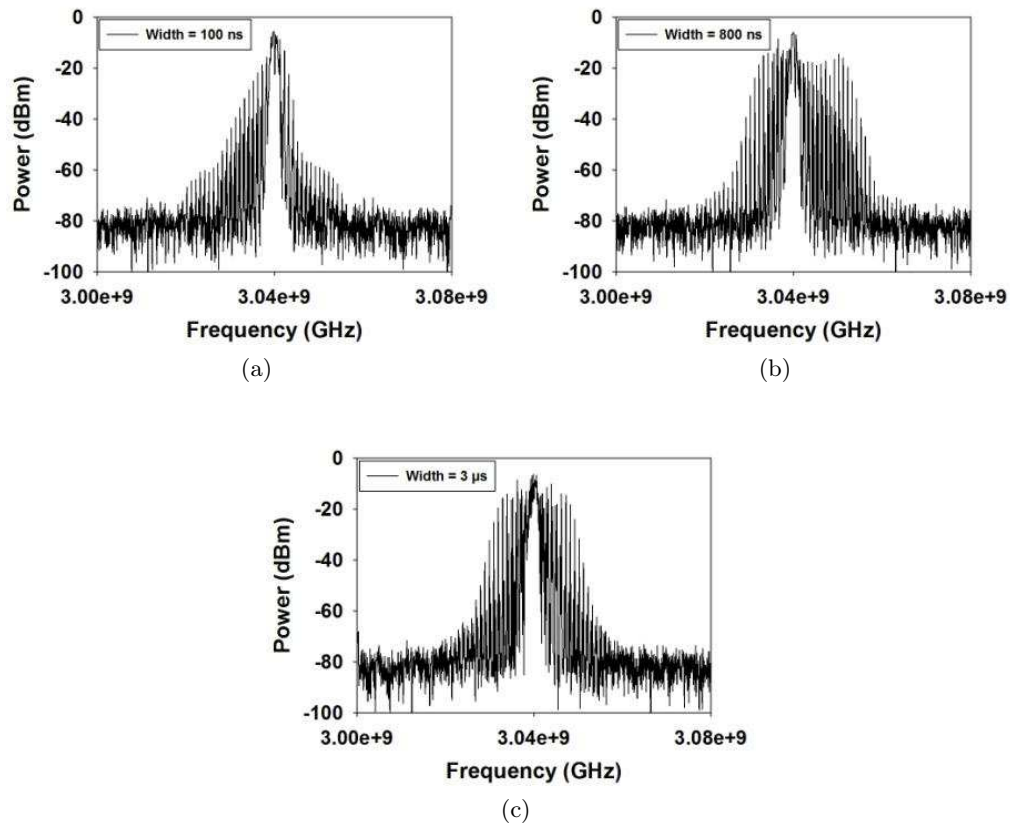 Width = 100 ns
0
-20
-40
-60
-80
-100
Power (dBm)
3.00e+9 3.04e+9 3.08e+9
Frequency (GHz)
(a)
Width = 800 ns
0
-20
-40
-60
-80
-100
Power (dBm)
3.00e+9 3.04e+9 3.08e+9
Frequency (GHz)
(b)
Width = 3 µs
0
-20
-40
-60
-80
-100
Power (dBm)
3.00e+9 3.04e+9 3.08e+9
Frequency (GHz)
(c)